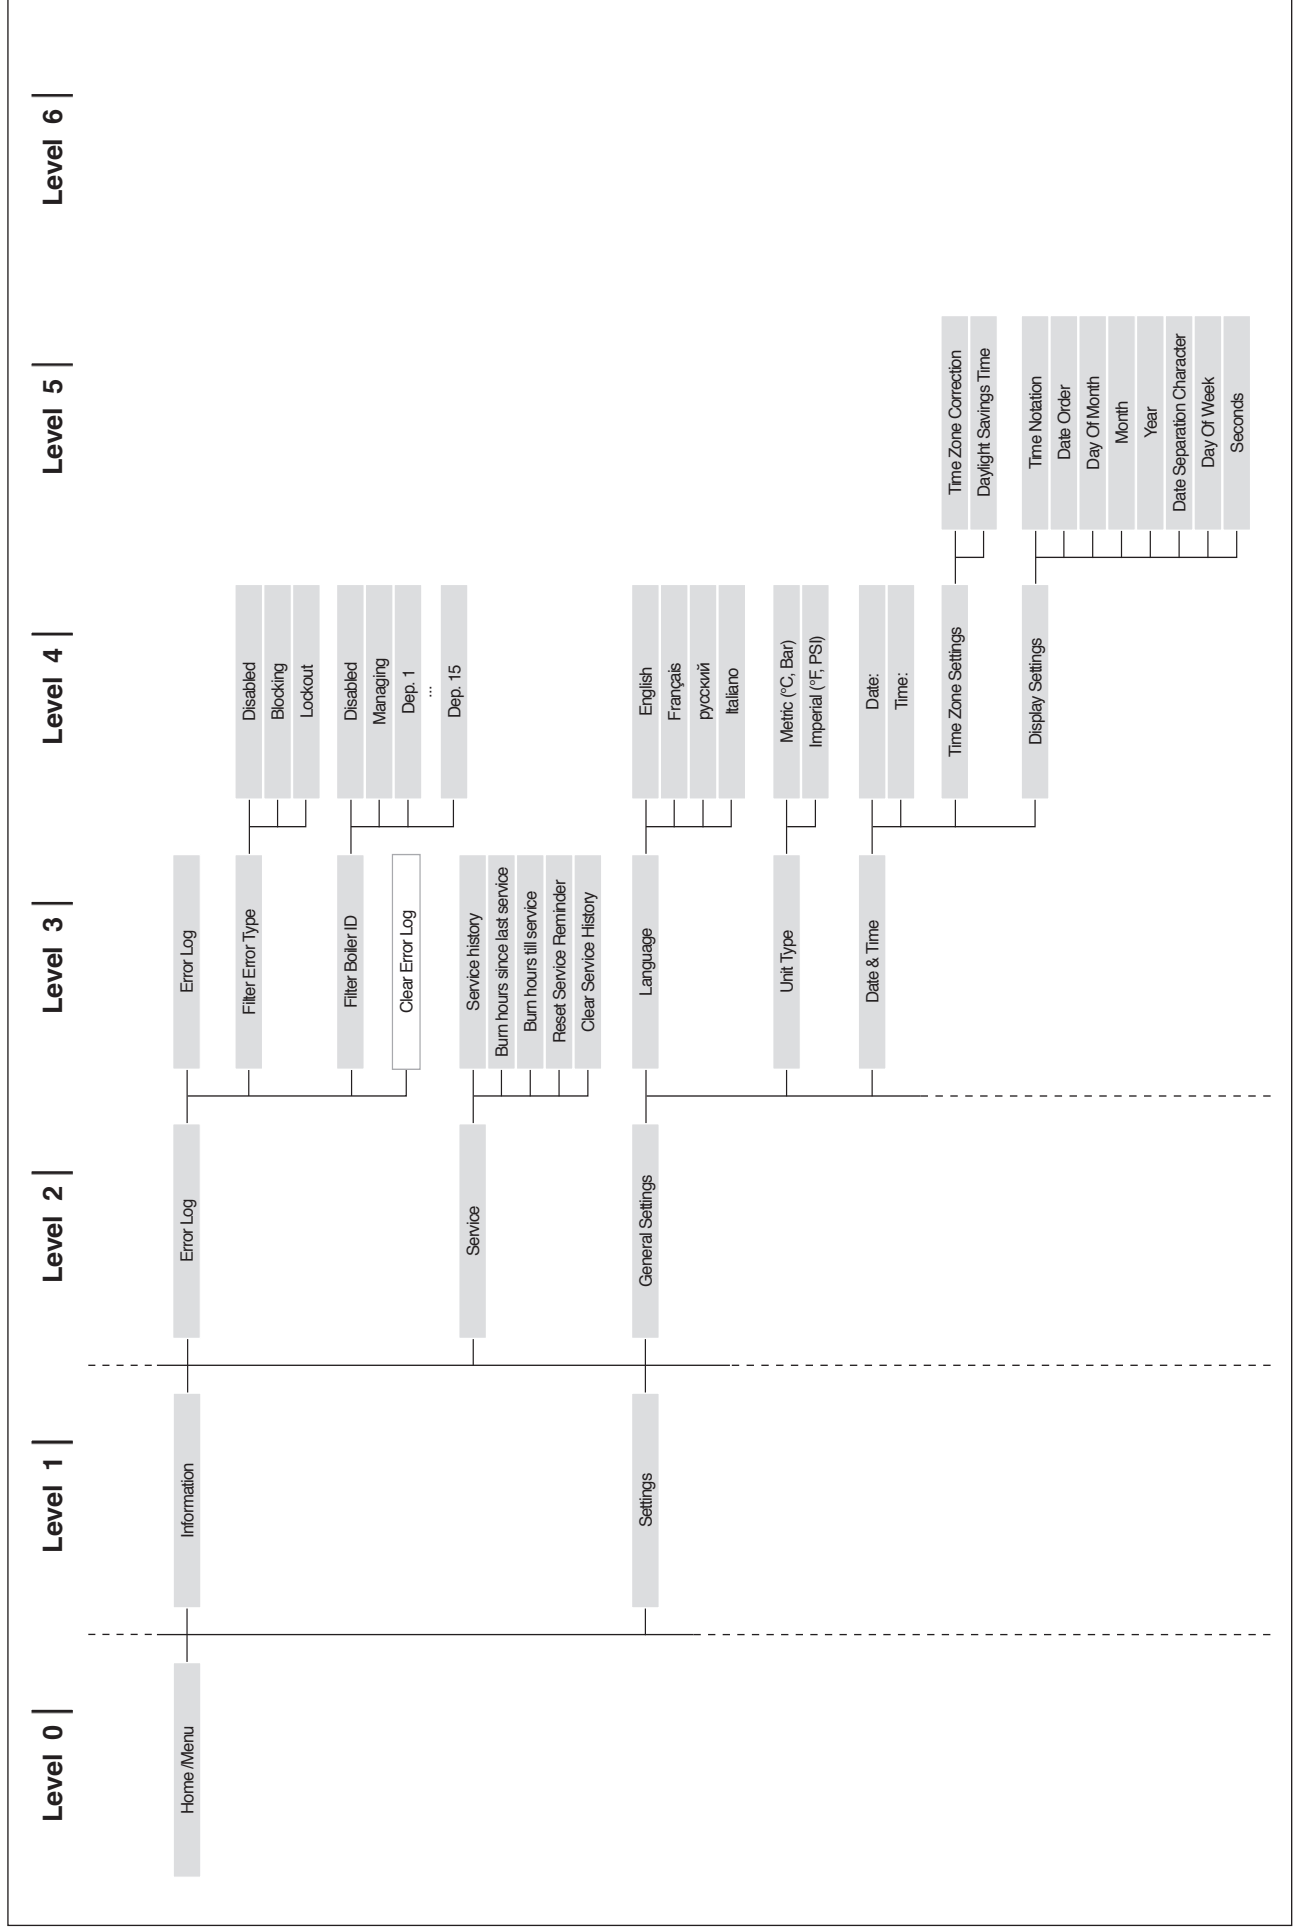 Level 0
Level 1
Level 2
Level 3
Level 4
Level 5
Level 6
Home /Menu
Information
Error Log
Error Log
Filter Error Type
Disabled
Blocking
Lockout
Filter Boiler ID
Disabled
Managing
Dep. 1
...
Dep. 15
Clear Error Log
Service
Service history
Burn hours since last service
Burn hours till service
Reset Service Reminder
Clear Service History
Settings
General Settings
Language
English
Français
русский
Italiano
Unit Type
Metric (°C, Bar)
Imperial (°F, PSI)
Date & Time
Date:
Time:
Time Zone Settings
Time Zone Correction
Daylight Savings Time
Display Settings
Time Notation
Date Order
Day Of Month
Month
Year
Date Separation Character
Day Of Week
Seconds